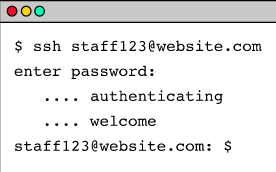 $ ssh staff123@website.com
enter password:
.... authenticating
.... welcome
staff123@website.com: $